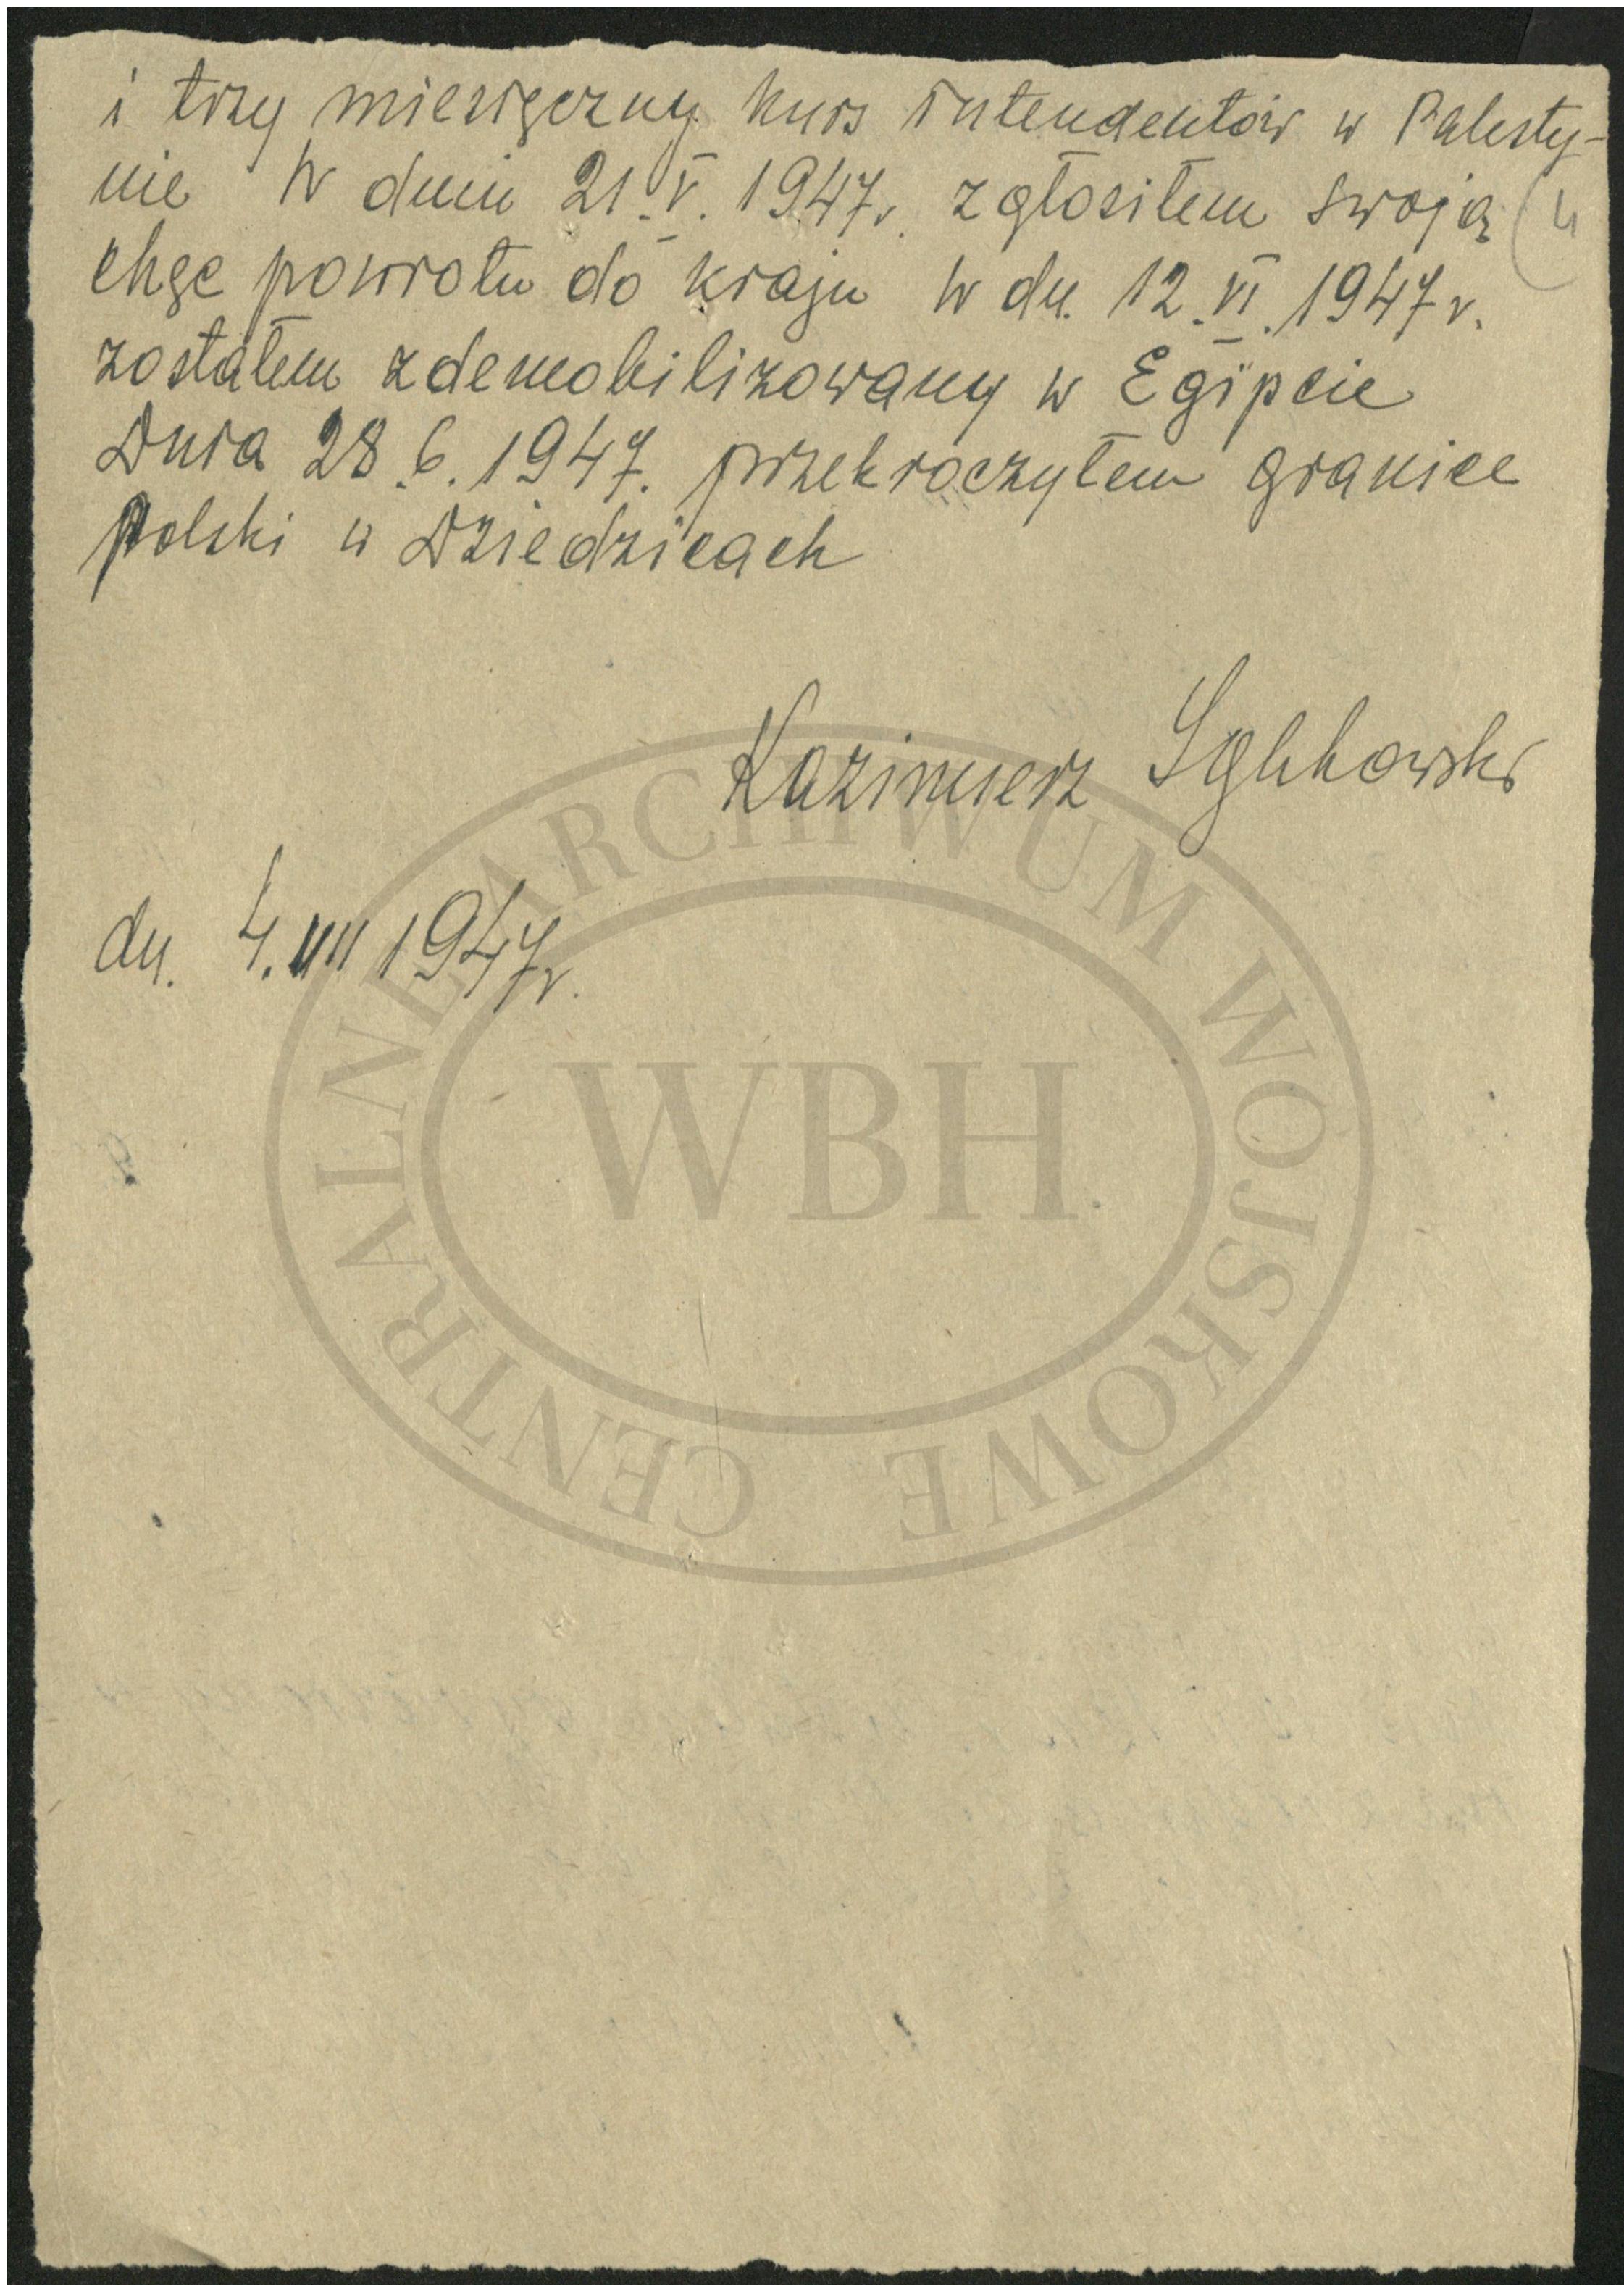 i trzy miesięczny kurs intendentów w Palesty-
nie W dniu 21.V.1947r. zgłosiłem swoją (4
chęc powrotu do kraju W dn. 12.VI.1947r.
zostałem zdemobilizowany w Egipcie
Dnia 28.6.1947. przekroczyłem granice
Polski w Dziedzicach
Kazimierz
dn. 4.VII 1947r.
CENTRALNE ARCHIWUM WOJSKOWE
WBH